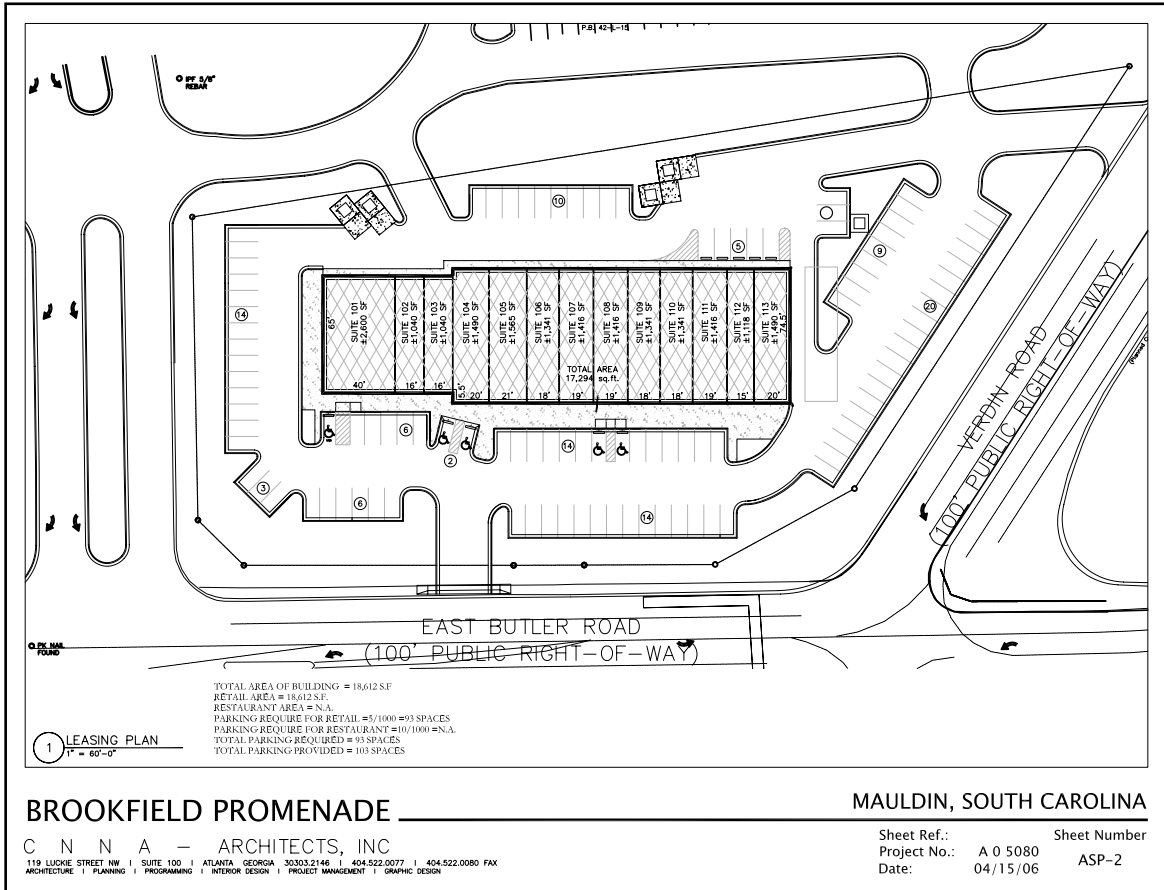 P.B. 42-L-15
IPF 5/8"
REBAR
10
5
9
20
14
SUITE 101
±2,600 SF
65'
40'
SUITE 102
±1,040 SF
16'
SUITE 103
±1,040 SF
16'
SUITE 104
±1,490 SF
5.5'
20'
SUITE 105
±1,565 SF
21'
SUITE 106
±1,341 SF
18'
SUITE 107
±1,416 SF
19'
SUITE 108
±1,416 SF
19'
SUITE 109
±1,341 SF
18'
SUITE 110
±1,341 SF
18'
SUITE 111
±1,416 SF
19'
SUITE 112
±1,118 SF
15'
SUITE 113
±1,490 SF
74.5'
20'
TOTAL AREA
17,294 sq.ft.
6
2
14
3
6
14
VERDIN ROAD
(100' PUBLIC RIGHT-OF-WAY)
EAST BUTLER ROAD
(100' PUBLIC RIGHT-OF-WAY)
PK NAIL
FOUND
TOTAL AREA OF BUILDING = 18,612 S.F
RETAIL AREA = 18,612 S.F.
RESTAURANT AREA = N.A.
PARKING REQUIRE FOR RETAIL =5/1000 =93 SPACES
PARKING REQUIRE FOR RESTAURANT =10/1000 =N.A.
TOTAL PARKING REQUIRED = 93 SPACES
TOTAL PARKING PROVIDED = 103 SPACES
1 LEASING PLAN
1" = 60'-0"
BROOKFIELD PROMENADE
MAULDIN, SOUTH CAROLINA
C N N A - ARCHITECTS, INC
119 LUCKIE STREET NW | SUITE 100 | ATLANTA GEORGIA 30303.2146 | 404.522.0077 | 404.522.0080 FAX
ARCHITECTURE | PLANNING | PROGRAMMING | INTERIOR DESIGN | PROJECT MANAGEMENT | GRAPHIC DESIGN
Sheet Ref.:
Project No.: A 0 5080
Date: 04/15/06
Sheet Number
ASP-2